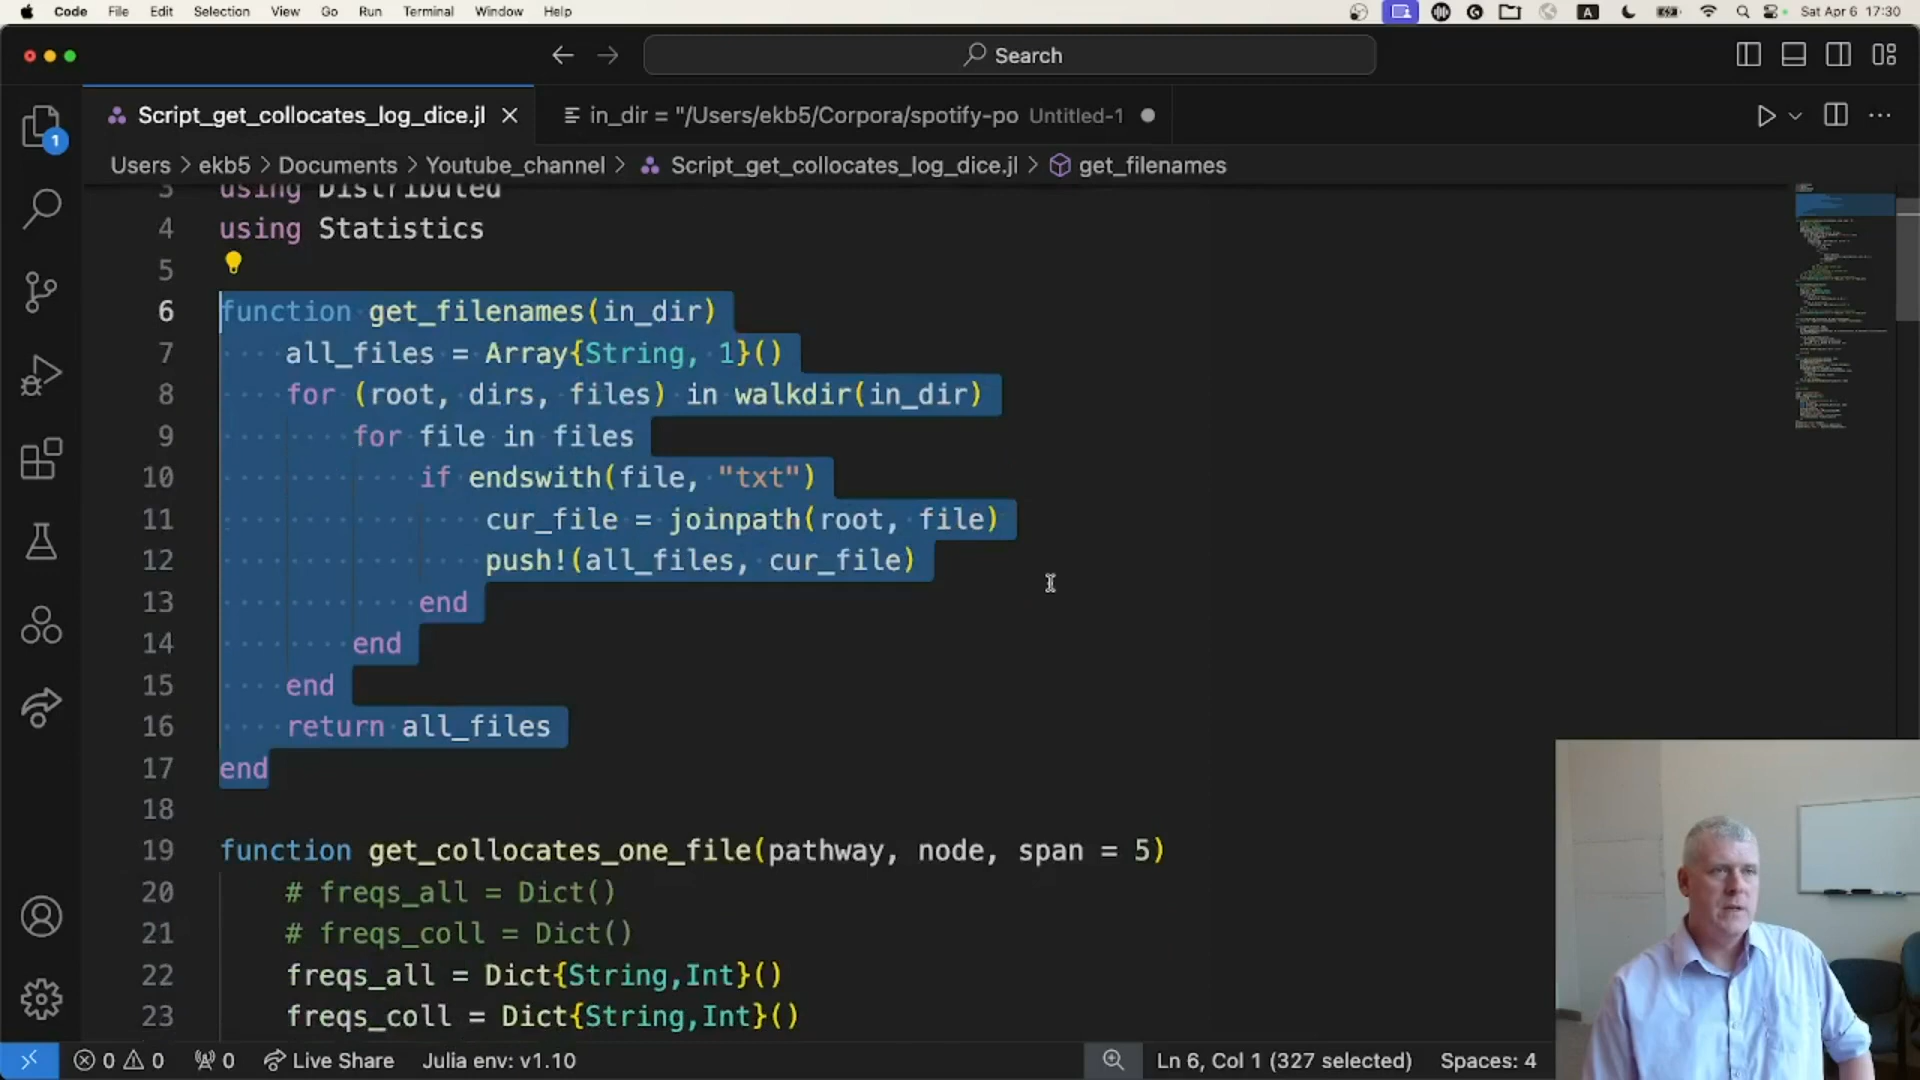 Code File Edit Selection View Go Run Terminal Window Help A Sat Apr 6 17:30
Search
Script_get_collocates_log_dice.jl in_dir = "/Users/ekb5/Corpora/spotify-po Untitled-1
1
Users > ekb5 > Documents > Youtube_channel > Script_get_collocates_log_dice.jl > get_filenames
3 using Distributed
4 using Statistics
5
6 function get_filenames(in_dir)
7 all_files = Array{String, 1}()
8 for (root, dirs, files) in walkdir(in_dir)
9 for file in files
10 if endswith(file, "txt")
11 cur_file = joinpath(root, file)
12 push!(all_files, cur_file)
13 end
14 end
15 end
16 return all_files
17 end
18
19 function get_collocates_one_file(pathway, node, span = 5)
20 # freqs_all = Dict()
21 # freqs_coll = Dict()
22 freqs_all = Dict{String,Int}()
23 freqs_coll = Dict{String,Int}()
0 0 0 Live Share Julia env: v1.10 Ln 6, Col 1 (327 selected) Spaces: 4